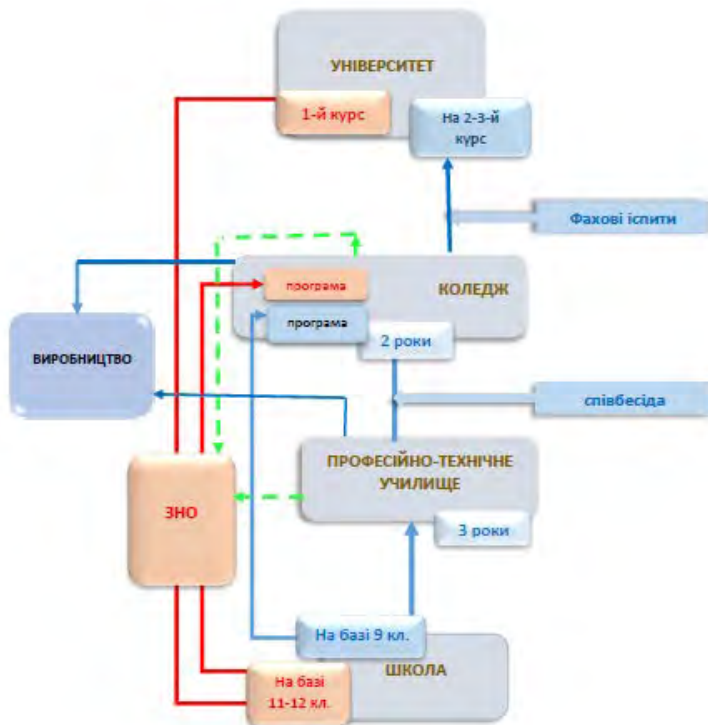 УНІВЕРСИТЕТ
1-й курс
На 2-3-й
курс
Фахові іспити
програма
КОЛЕДЖ
програма
2 роки
ВИРОБНИЦТВО
співбесіда
ПРОФЕСІЙНО-ТЕХНІЧНЕ
УЧИЛИЩЕ
ЗНО
3 роки
На базі 9 кл.
ШКОЛА
На базі
11-12 кл.